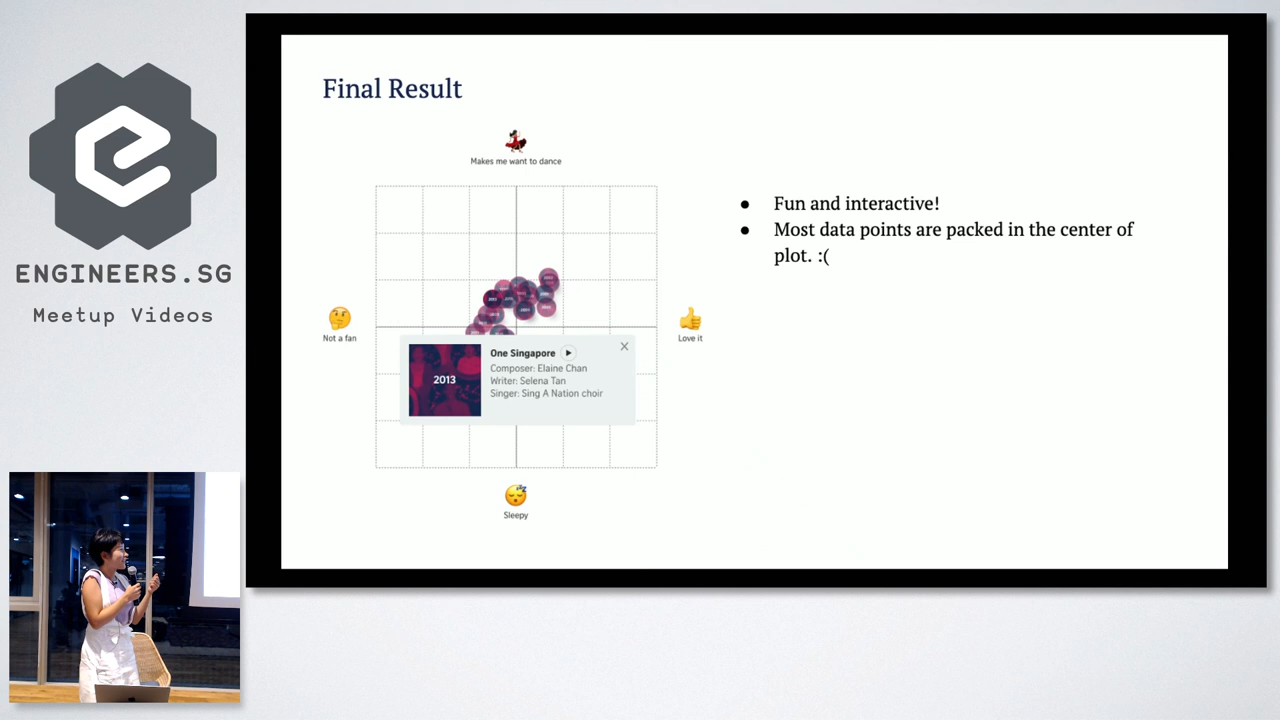 ENGINEERS.SG
Meetup Videos
Final Result
Makes me want to dance
Not a fan
Love it
2013
One Singapore
Composer: Elaine Chan
Writer: Selena Tan
Singer: Sing A Nation choir
Sleepy
● Fun and interactive!
● Most data points are packed in the center of
plot. :(